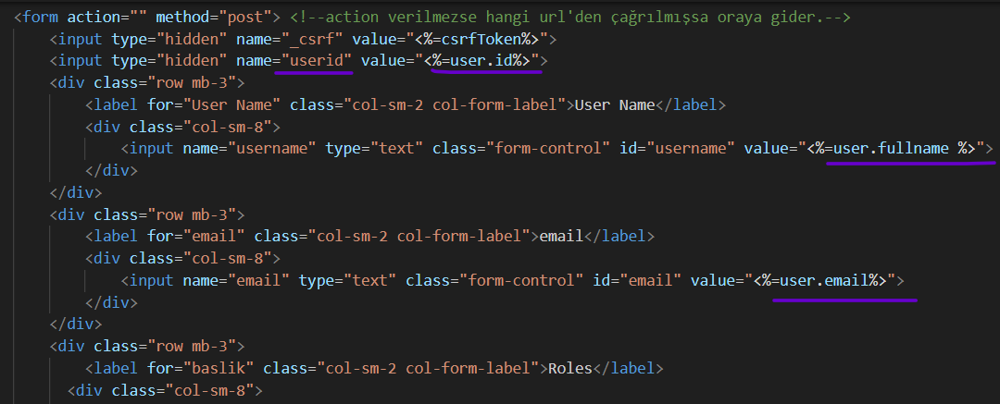 <form action="" method="post"> <!--action verilmezse hangi url'den çağrılmışsa oraya gider.-->
<input type="hidden" name="_csrf" value="<%=csrfToken%>">
<input type="hidden" name="userid" value="<%=user.id%>">
<div class="row mb-3">
<label for="User Name" class="col-sm-2 col-form-label">User Name</label>
<div class="col-sm-8">
<input name="username" type="text" class="form-control" id="username" value="<%=user.fullname %>">
</div>
</div>
<div class="row mb-3">
<label for="email" class="col-sm-2 col-form-label">email</label>
<div class="col-sm-8">
<input name="email" type="text" class="form-control" id="email" value="<%=user.email%>">
</div>
</div>
<div class="row mb-3">
<label for="baslik" class="col-sm-2 col-form-label">Roles</label>
<div class="col-sm-8">